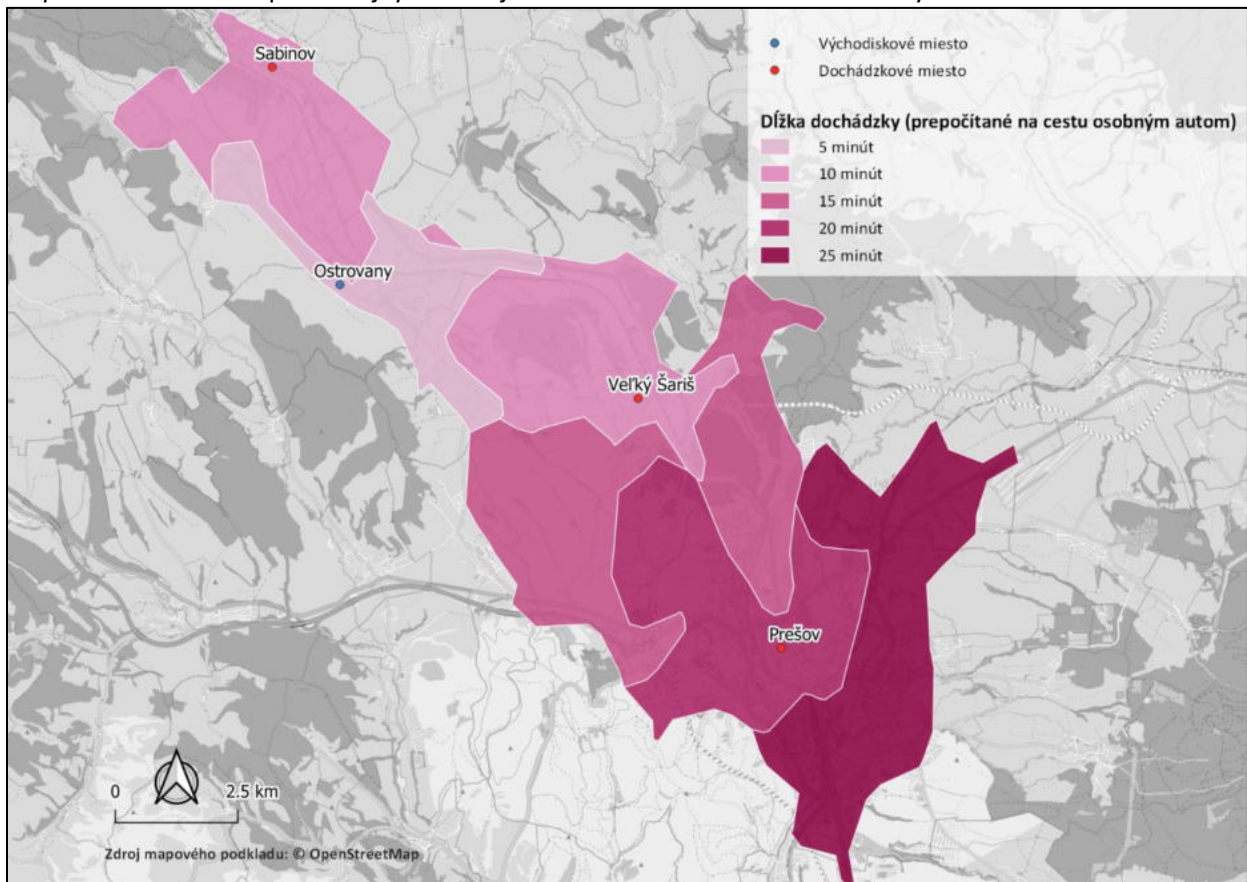 Sabinov
Východiskové miesto
Dochádzkové miesto
Dĺžka dochádzky (prepočítané na cestu osobným autom)
5 minút
10 minút
15 minút
20 minút
25 minút
Ostrovany
Veľký Šariš
Prešov
0 2.5 km
Zdroj mapového podkladu: © OpenStreetMap